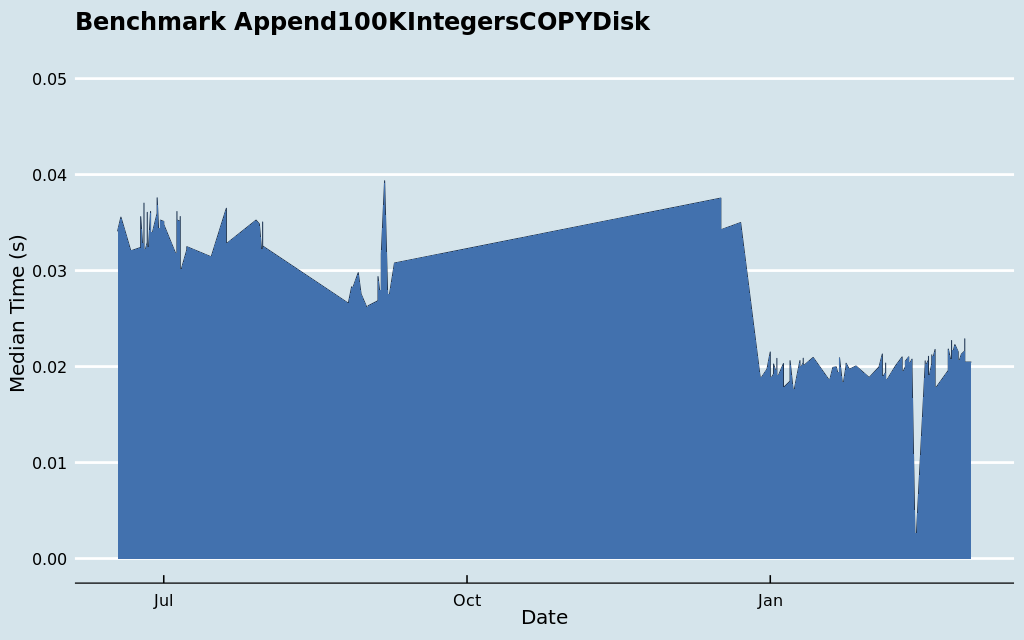 Benchmark Append100KIntegersCOPYDisk
0.05
0.04
0.03
0.02
0.01
0.00
Median Time (s)
Jul
Oct
Jan
Date